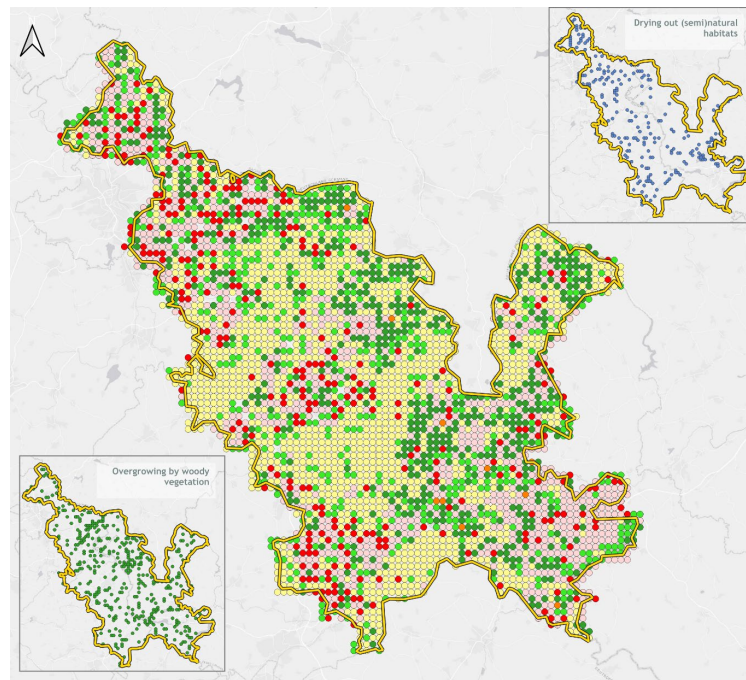 Drying out (semi)natural
habitats
Overgrowing by woody
vegetation